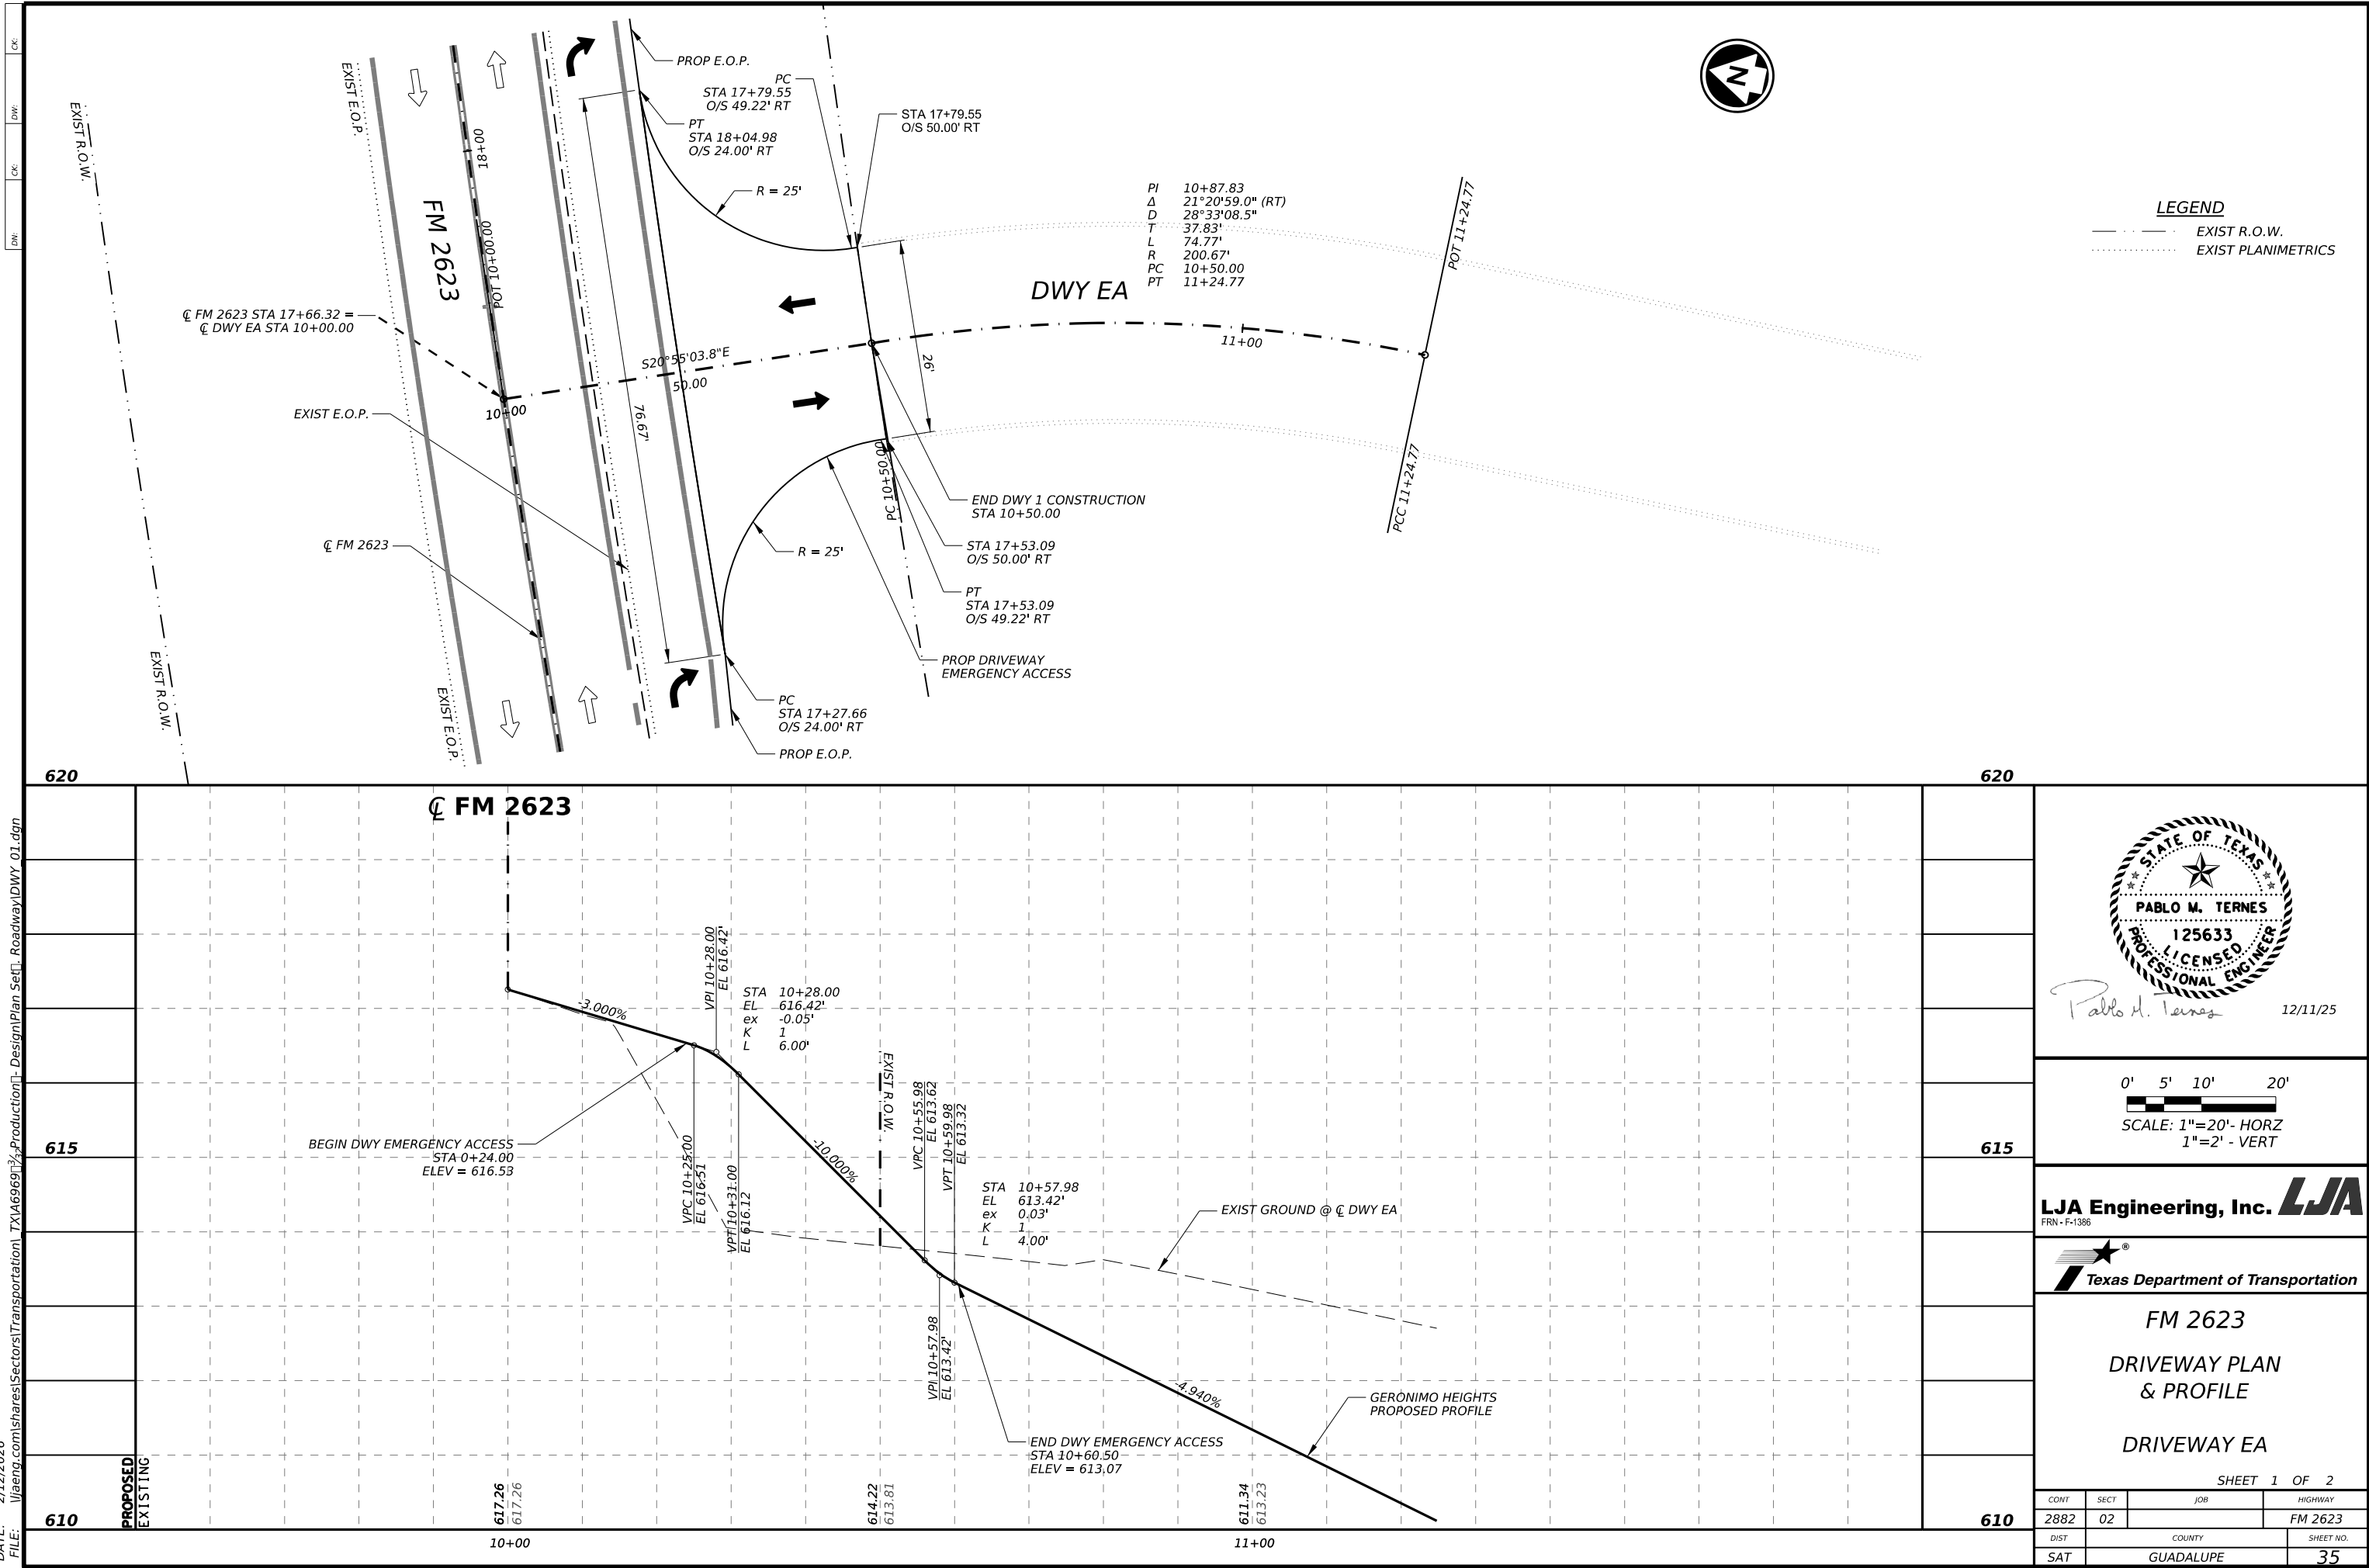 CK:
DW:
CK:
DN:
EXIST R.O.W.
EXIST E.O.P.
18+00
FM 2623
POT 10+00.00
PROP E.O.P.
PC
STA 17+79.55
O/S 49.22' RT
PT
STA 18+04.98
O/S 24.00' RT
STA 17+79.55
O/S 50.00' RT
R = 25'
PI 10+87.83
Δ 21°20'59.0" (RT)
D 28°33'08.5"
T 37.83'
L 74.77'
R 200.67'
PC 10+50.00
PT 11+24.77
DWY EA
POT 11+24.77
N
LEGEND
EXIST R.O.W.
EXIST PLANIMETRICS
℄ FM 2623 STA 17+66.32 =
℄ DWY EA STA 10+00.00
S20°55'03.8"E
50.00
10+00
11+00
26'
76.67'
EXIST E.O.P.
PC 10+50.00
PCC 11+24.77
END DWY 1 CONSTRUCTION
STA 10+50.00
℄ FM 2623
R = 25'
STA 17+53.09
O/S 50.00' RT
PT
STA 17+53.09
O/S 49.22' RT
PROP DRIVEWAY
EMERGENCY ACCESS
EXIST R.O.W.
EXIST E.O.P.
PC
STA 17+27.66
O/S 24.00' RT
PROP E.O.P.
620
620
℄ FM 2623
-3.000%
VPI 10+28.00
EL 616.42'
STA 10+28.00
EL 616.42'
ex -0.05'
K 1
L 6.00'
BEGIN DWY EMERGENCY ACCESS
STA 0+24.00
ELEV = 616.53
VPC 10+25.00
EL 616.51
VPT 10+31.00
EL 616.12
-10.000%
EXIST R.O.W.
VPC 10+55.98
EL 613.62
VPT 10+59.98
EL 613.32
STA 10+57.98
EL 613.42'
ex 0.03'
K 1
L 4.00'
VPI 10+57.98
EL 613.42'
EXIST GROUND @ ℄ DWY EA
-4.940%
GERONIMO HEIGHTS
PROPOSED PROFILE
END DWY EMERGENCY ACCESS
STA 10+60.50
ELEV = 613.07
615
615
610
610
PROPOSED
EXISTING
617.26
617.26
614.22
613.81
611.34
613.23
10+00
11+00
STATE OF TEXAS
PABLO M. TERNES
125633
LICENSED
PROFESSIONAL ENGINEER
Pablo M. Ternes
12/11/25
0' 5' 10' 20'
SCALE: 1"=20'- HORZ
1"=2' - VERT
LJA Engineering, Inc. LJA
FRN - F-1386
®
Texas Department of Transportation
FM 2623
DRIVEWAY PLAN
& PROFILE
DRIVEWAY EA
SHEET 1 OF 2
CONT SECT JOB HIGHWAY
2882 02 FM 2623
DIST COUNTY SHEET NO.
SAT GUADALUPE 35
FILE: